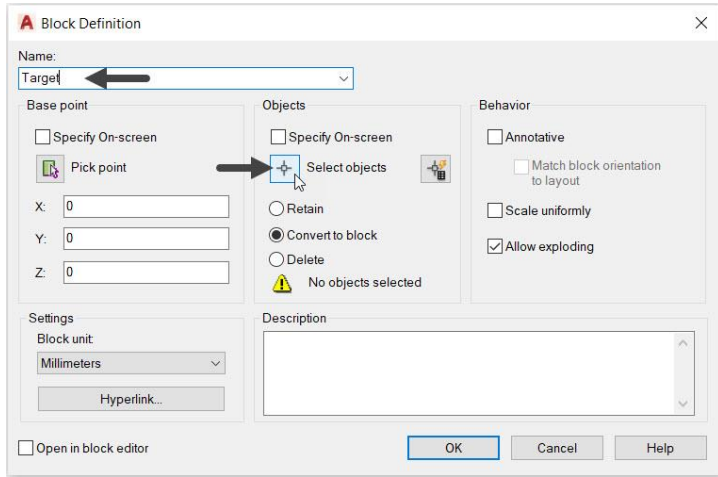 A Block Definition
Name:
Target
Base point
Specify On-screen
Pick point
X: 0
Y: 0
Z: 0
Objects
Specify On-screen
Select objects
Retain
Convert to block
Delete
No objects selected
Behavior
Annotative
Match block orientation
to layout
Scale uniformly
Allow exploding
Settings
Block unit:
Millimeters
Hyperlink...
Description
Open in block editor
OK
Cancel
Help